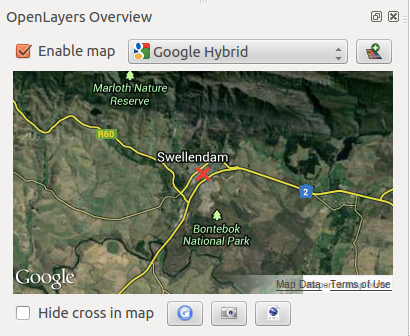 OpenLayers Overview
Enable map
Google Hybrid
Marloth Nature
Reserve
R60
Swellendam
2
Bontebok
National Park
Google
Map Data
Terms of Use
Hide cross in map